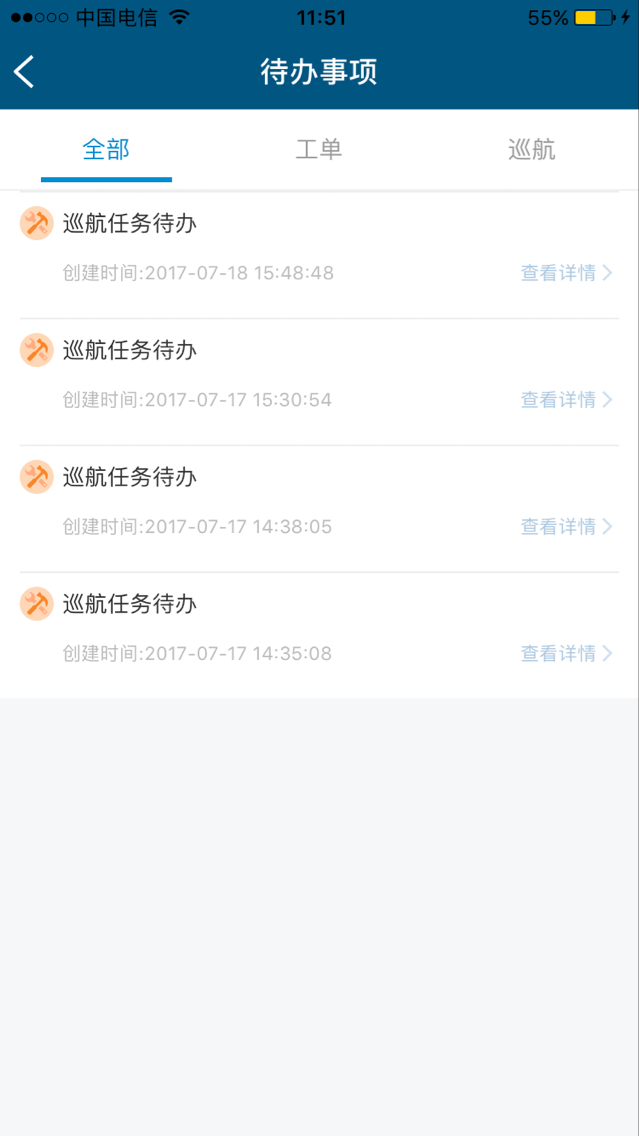 中国电信 11:51 55%
待办事项
全部 工单 巡航
巡航任务待办
创建时间:2017-07-18 15:48:48 查看详情
巡航任务待办
创建时间:2017-07-17 15:30:54 查看详情
巡航任务待办
创建时间:2017-07-17 14:38:05 查看详情
巡航任务待办
创建时间:2017-07-17 14:35:08 查看详情